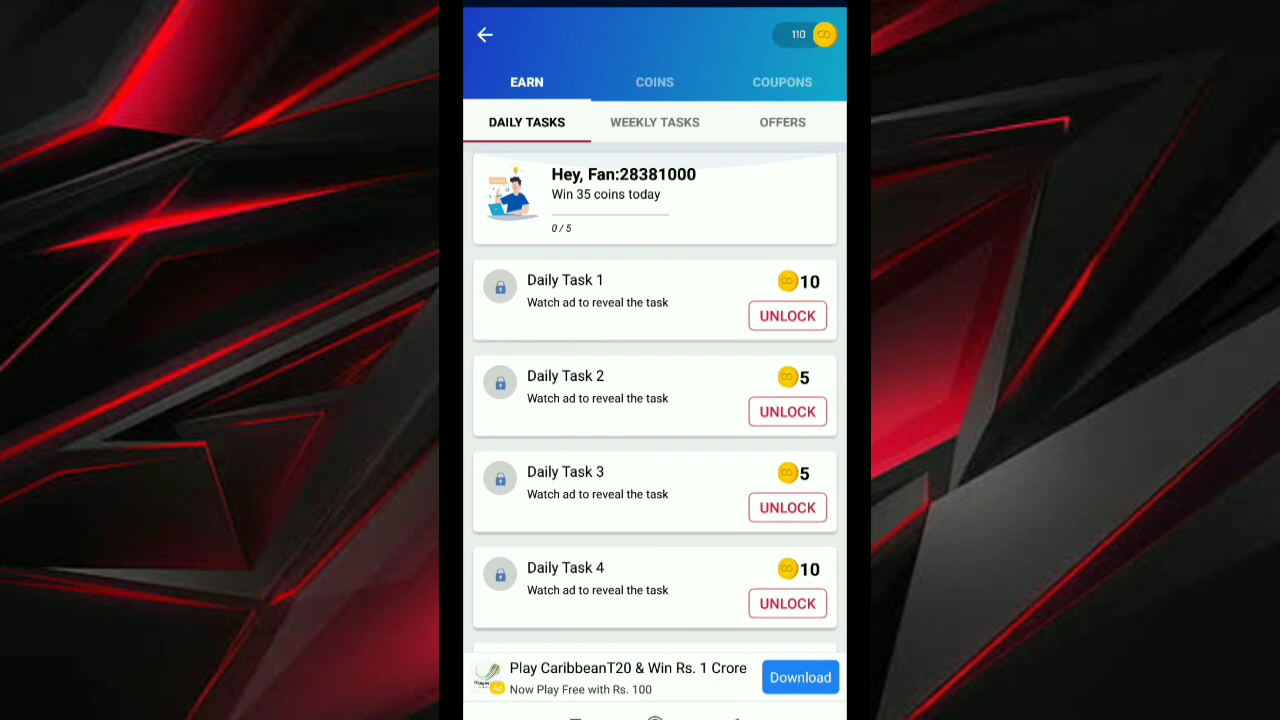 110
EARN COINS COUPONS
DAILY TASKS WEEKLY TASKS OFFERS
Hey, Fan:28381000
Win 35 coins today
0 / 5
Daily Task 1 10
Watch ad to reveal the task
UNLOCK
Daily Task 2 5
Watch ad to reveal the task
UNLOCK
Daily Task 3 5
Watch ad to reveal the task
UNLOCK
Daily Task 4 10
Watch ad to reveal the task
UNLOCK
Play CaribbeanT20 & Win Rs. 1 Crore
Ad Now Play Free with Rs. 100
Download